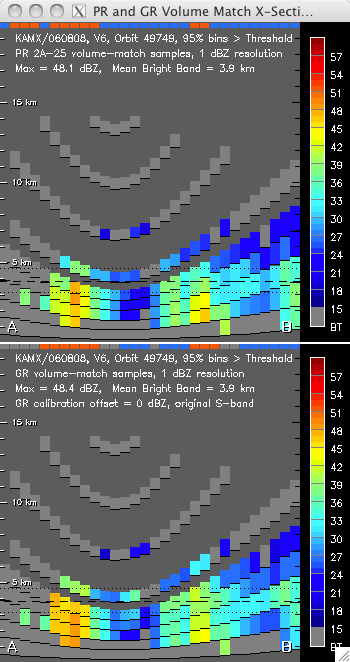 PR and GR Volume Match X-Secti...
KAMX/060808, V6, Orbit 49749, 95% bins > Threshold
PR 2A-25 volume-match samples, 1 dBZ resolution
Max = 48.1 dBZ, Mean Bright Band = 3.9 km
15 km
10 km
5 km
A
B
57
54
51
48
45
42
39
36
33
30
27
24
21
18
15
BT
KAMX/060808, V6, Orbit 49749, 95% bins > Threshold
GR volume-match samples, 1 dBZ resolution
Max = 48.4 dBZ, Mean Bright Band = 3.9 km
GR calibration offset = 0 dBZ, original S-band
15 km
10 km
5 km
A
B
57
54
51
48
45
42
39
36
33
30
27
24
21
18
15
BT